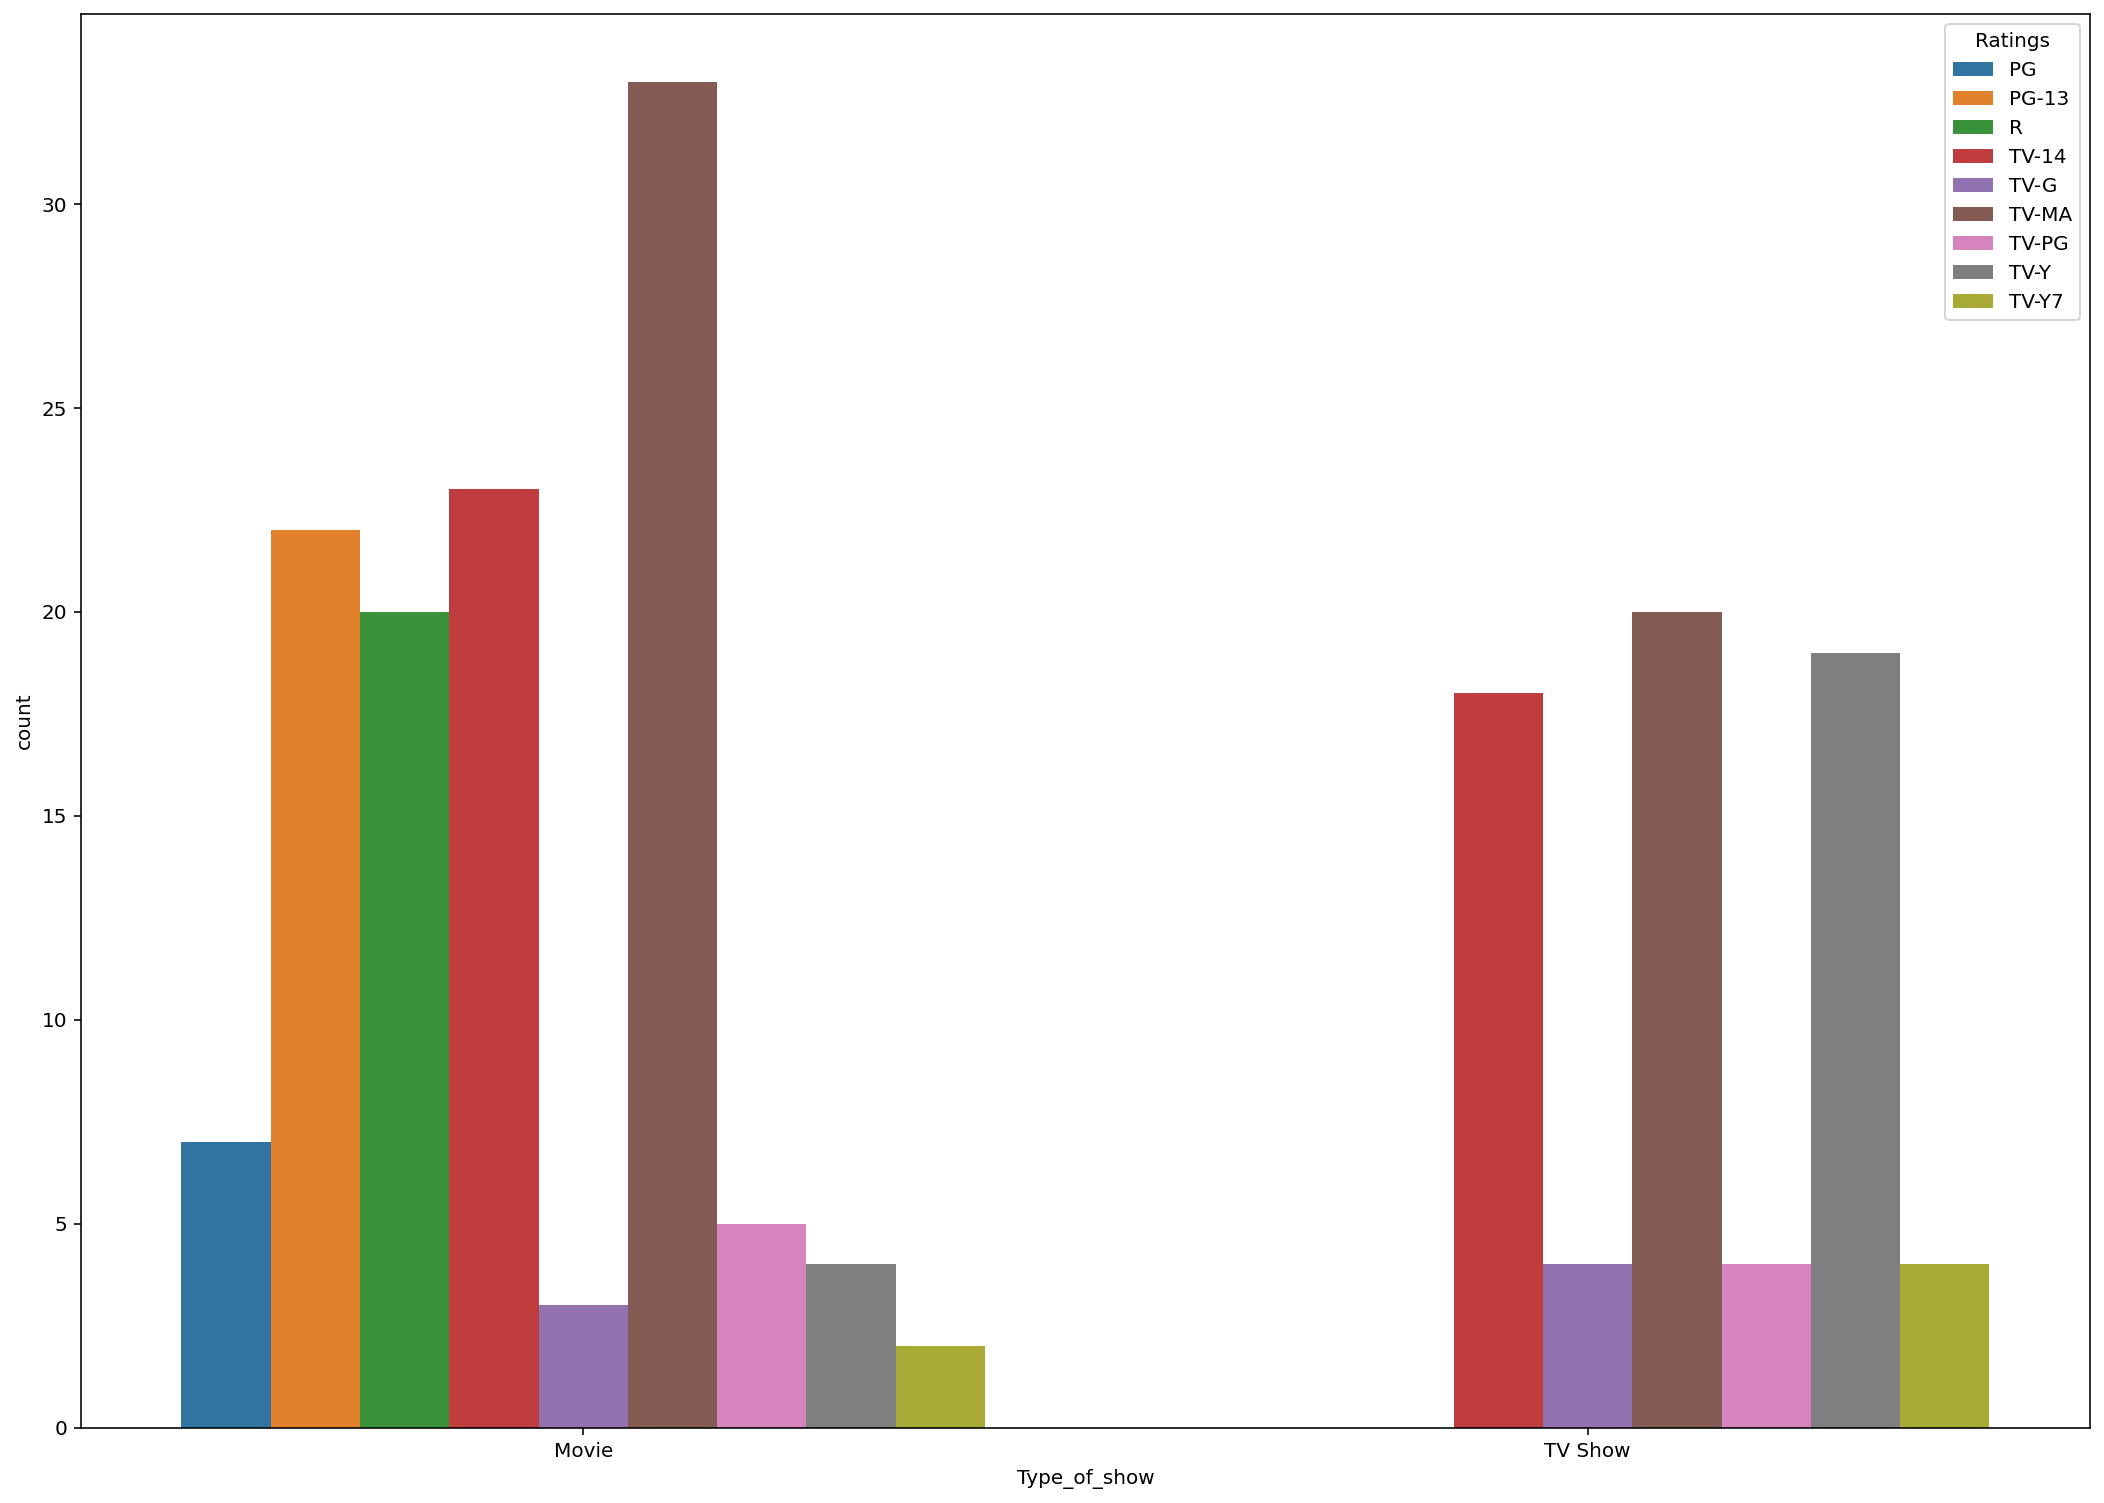 Ratings
PG
PG-13
R
TV-14
TV-G
TV-MA
TV-PG
TV-Y
TV-Y7
30
25
20
15
10
5
0
count
Movie
TV Show
Type_of_show